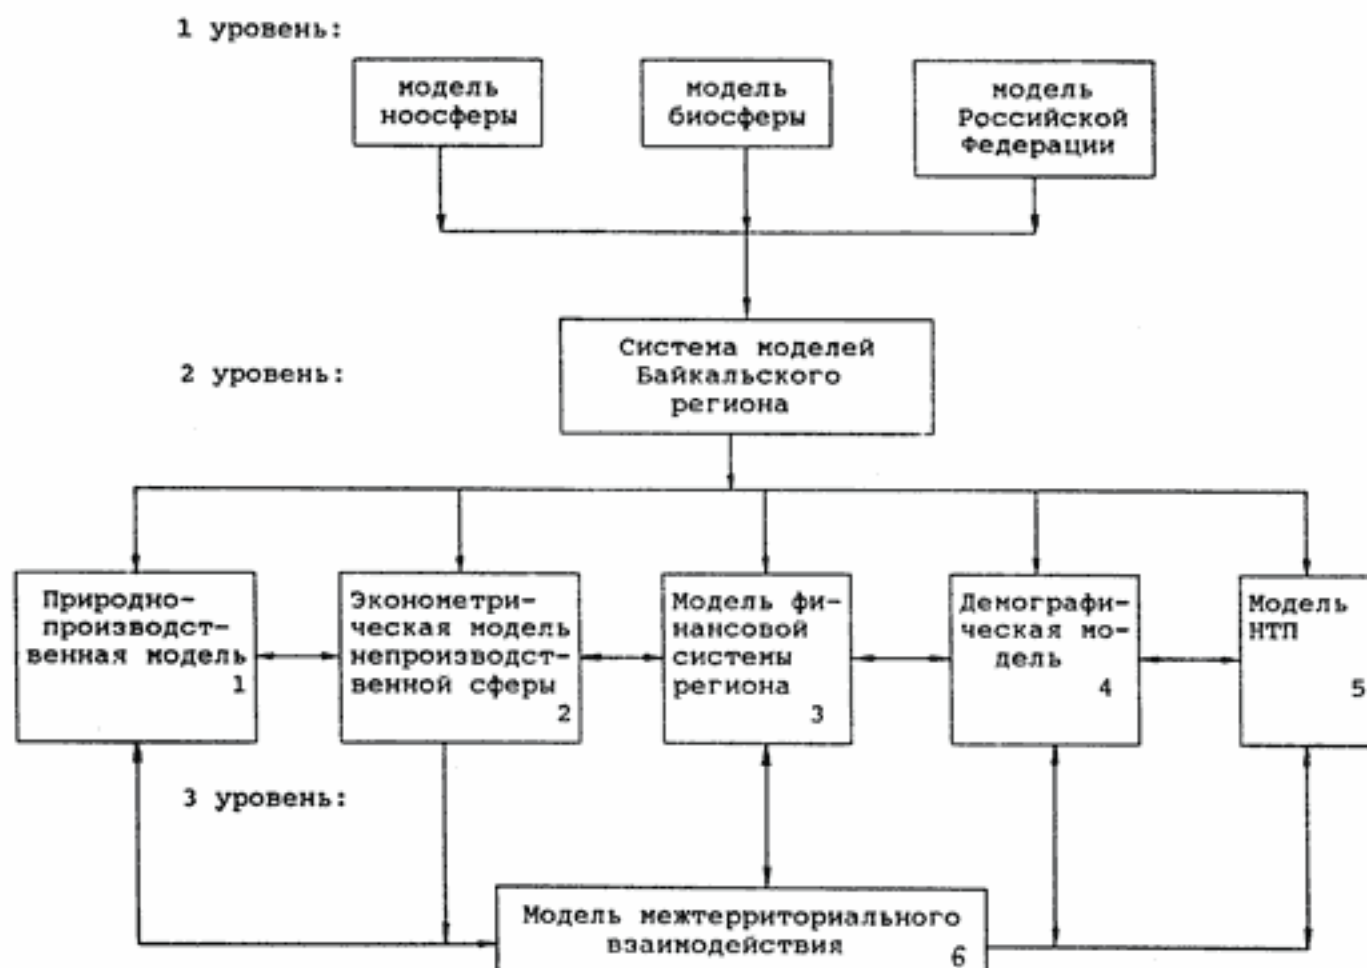 1 уровень:
модель
ноосферы
модель
биосферы
модель
Российской
Федерации
2 уровень:
Система моделей
Байкальского
региона
Природно-
производст-
венная модель
1
Эконометри-
ческая модель
непроизводст-
венной сферы
2
Модель фи-
нансовой
системы
региона
3
Демографи-
ческая мо-
дель
4
Модель
НТП
5
3 уровень:
Модель межтерриториального
взаимодействия
6